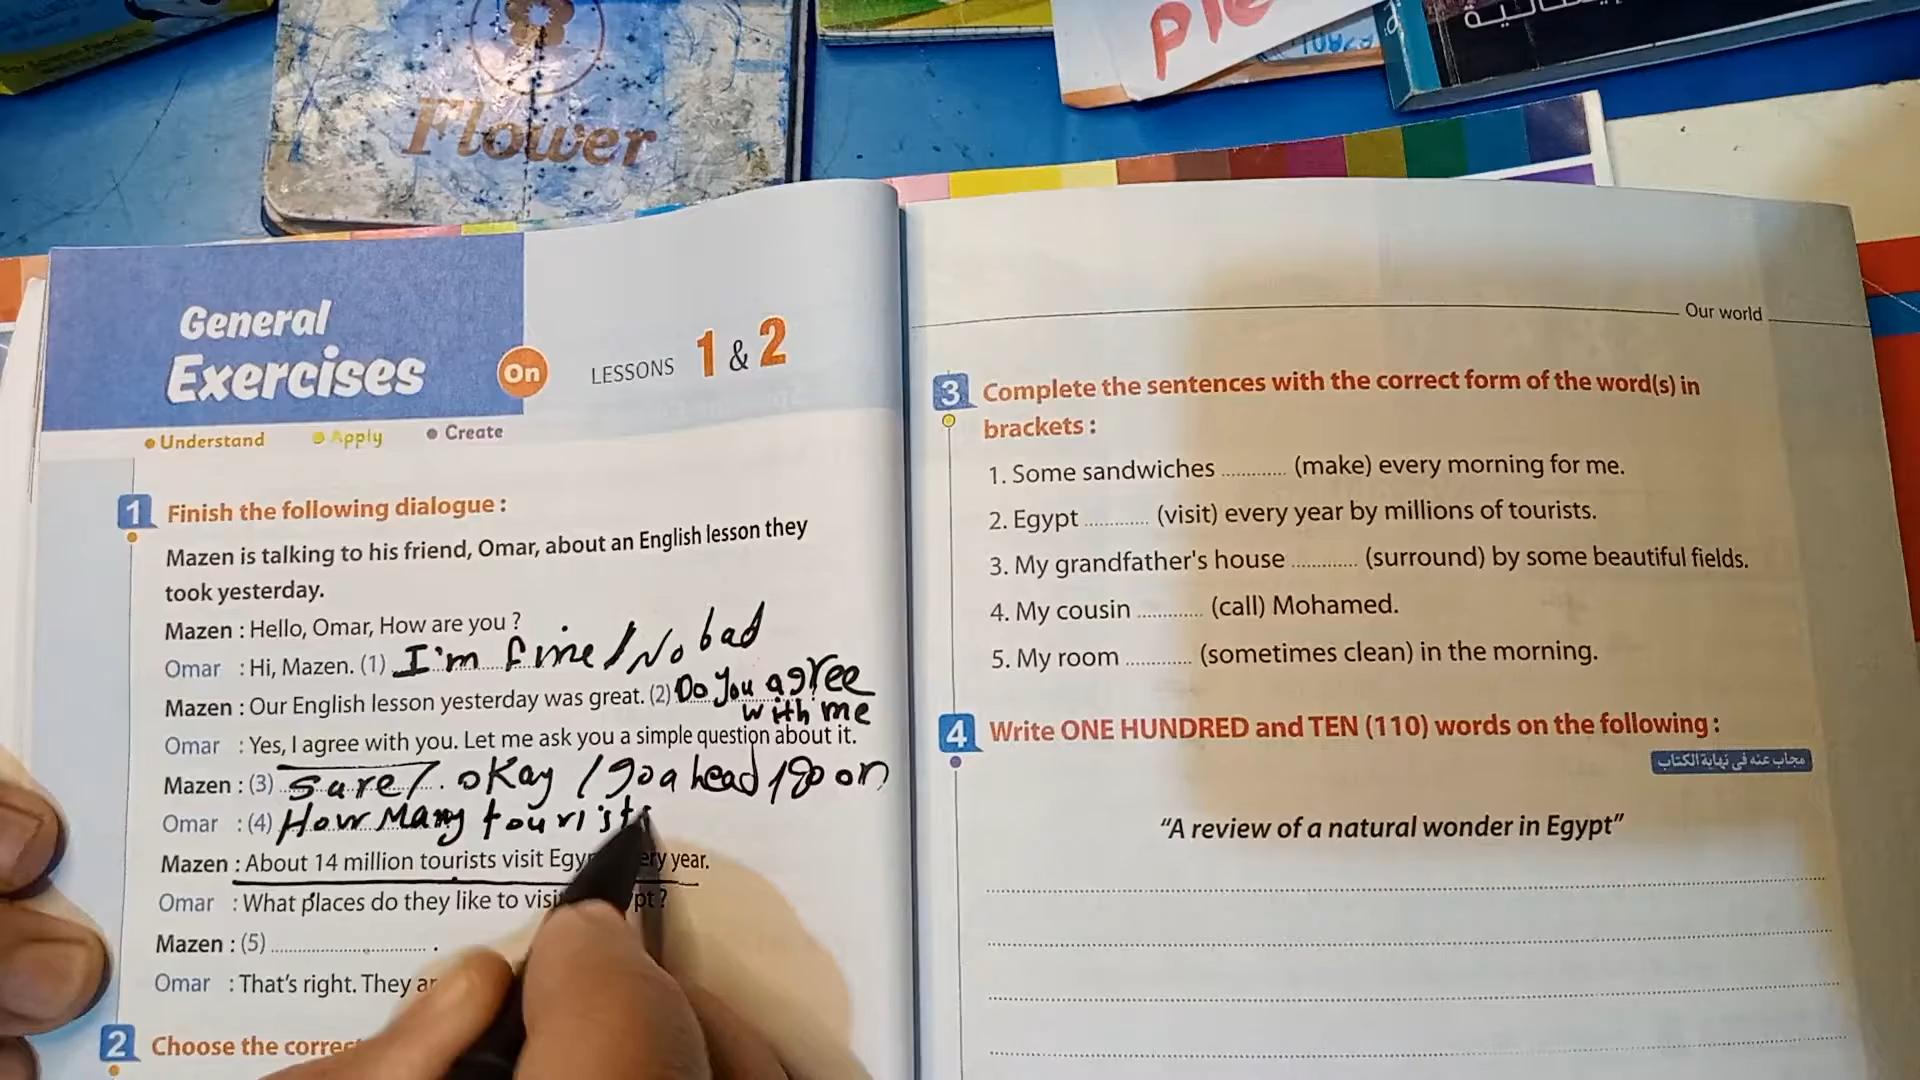 Flower
General
Exercises
On
LESSONS 1 & 2
Understand
Apply
Create
1 Finish the following dialogue :
Mazen is talking to his friend, Omar, about an English lesson they
took yesterday.
Mazen : Hello, Omar, How are you ?
Omar : Hi, Mazen. (1) I'm fine / No bad
Mazen : Our English lesson yesterday was great. (2) Do you agree
with me
Omar : Yes, I agree with you. Let me ask you a simple question about it.
Mazen : (3) Sure / okay / go a head / go on
Omar : (4) How Many tourists
Mazen : About 14 million tourists visit year.
Omar : What places do they like to visit ?
Mazen : (5) .
Omar : That's right. They
2 Choose the
Our world
3 Complete the sentences with the correct form of the word(s) in
brackets :
1. Some sandwiches ............ (make) every morning for me.
2. Egypt ............ (visit) every year by millions of tourists.
3. My grandfather's house ............ (surround) by some beautiful fields.
4. My cousin ............ (call) Mohamed.
5. My room ............ (sometimes clean) in the morning.
4 Write ONE HUNDRED and TEN (110) words on the following :
مجاب عنه فى نهاية الكتاب
"A review of a natural wonder in Egypt"